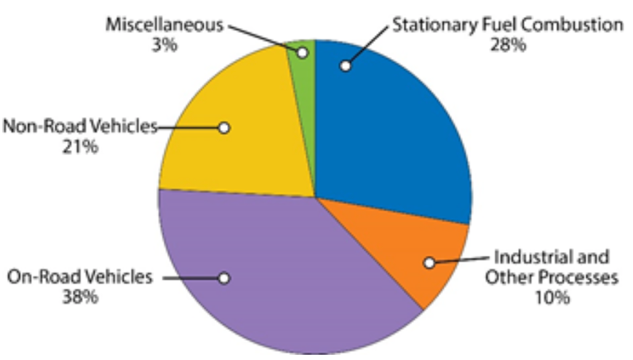 Miscellaneous
3%
Stationary Fuel Combustion
28%
Non-Road Vehicles
21%
On-Road Vehicles
38%
Industrial and
Other Processes
10%